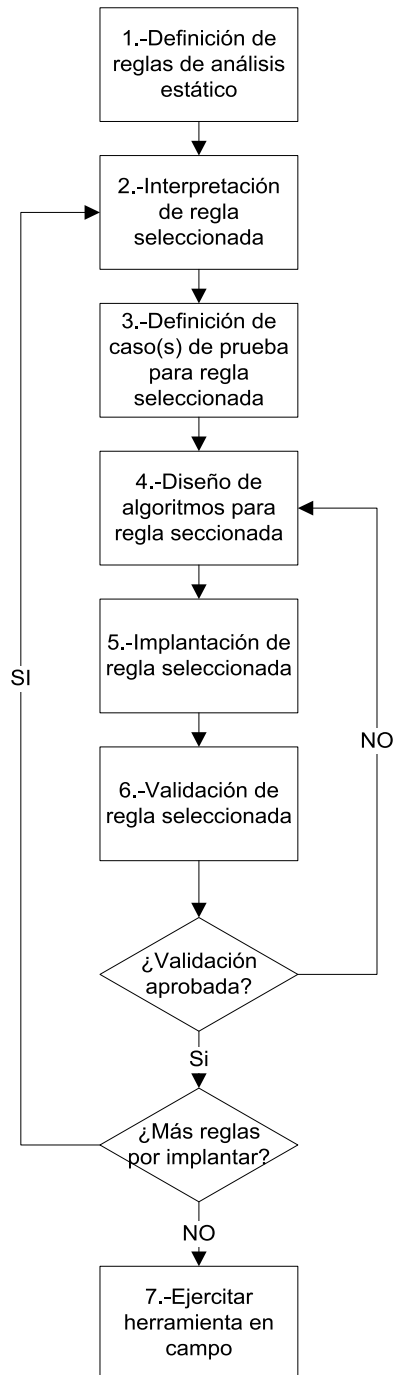 1.-Definición de
reglas de análisis
estático
2.-Interpretación
de regla
seleccionada
3.-Definición de
caso(s) de prueba
para regla
seleccionada
4.-Diseño de
algoritmos para
regla seccionada
5.-Implantación de
regla seleccionada
SI
NO
6.-Validación de
regla seleccionada
¿Validación
aprobada?
Si
¿Más reglas
por implantar?
NO
7.-Ejercitar
herramienta en
campo